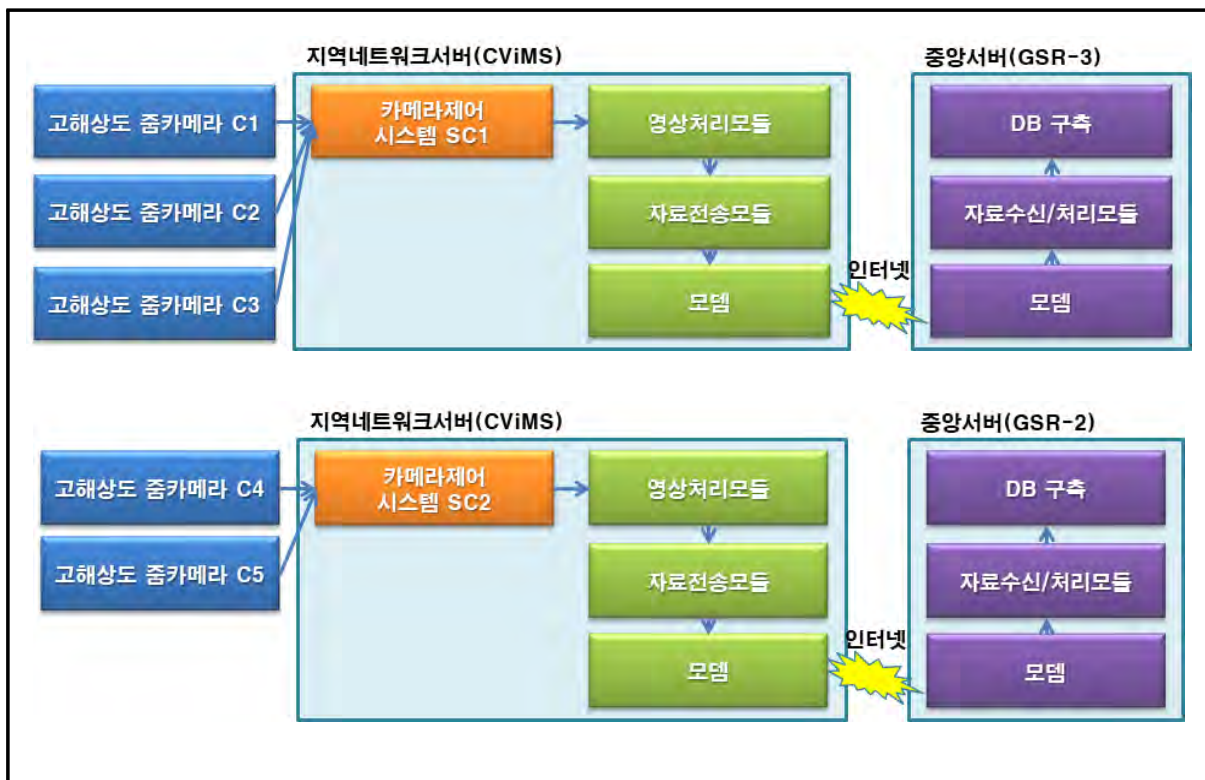 지역네트워크서버(CViMS)
중앙서버(GSR-3)
고해상도 줌카메라 C1
고해상도 줌카메라 C2
고해상도 줌카메라 C3
카메라제어
시스템 SC1
영상처리모듈
자료전송모듈
모뎀
인터넷
DB 구축
자료수신/처리모듈
모뎀
지역네트워크서버(CViMS)
중앙서버(GSR-2)
고해상도 줌카메라 C4
고해상도 줌카메라 C5
카메라제어
시스템 SC2
영상처리모듈
자료전송모듈
모뎀
인터넷
DB 구축
자료수신/처리모듈
모뎀